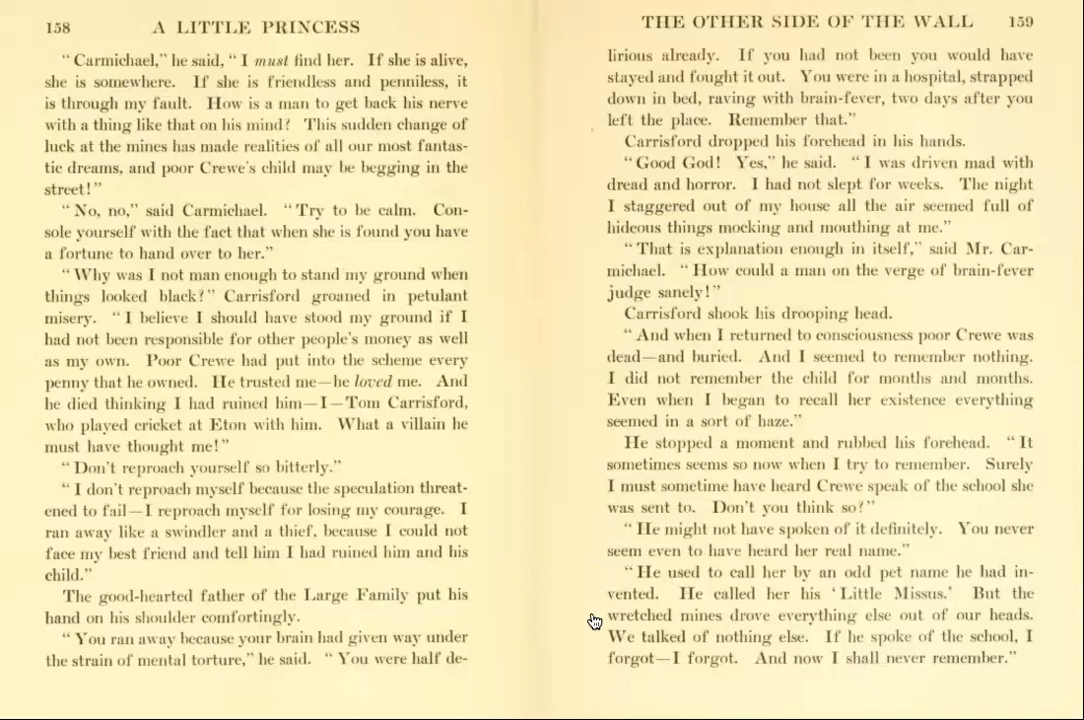 158 A LITTLE PRINCESS
“Carmichael,” he said, “I must find her. If she is alive,
she is somewhere. If she is friendless and penniless, it
is through my fault. How is a man to get back his nerve
with a thing like that on his mind? This sudden change of
luck at the mines has made realities of all our most fantas-
tic dreams, and poor Crewe's child may be begging in the
street!”
“No, no,” said Carmichael. “Try to be calm. Con-
sole yourself with the fact that when she is found you have
a fortune to hand over to her.”
“Why was I not man enough to stand my ground when
things looked black?” Carrisford groaned in petulant
misery. “I believe I should have stood my ground if I
had not been responsible for other people's money as well
as my own. Poor Crewe had put into the scheme every
penny that he owned. He trusted me—he loved me. And
he died thinking I had ruined him—I—Tom Carrisford,
who played cricket at Eton with him. What a villain he
must have thought me!”
“Don't reproach yourself so bitterly.”
“I don't reproach myself because the speculation threat-
ened to fail—I reproach myself for losing my courage. I
ran away like a swindler and a thief, because I could not
face my best friend and tell him I had ruined him and his
child.”
The good-hearted father of the Large Family put his
hand on his shoulder comfortingly.
“You ran away because your brain had given way under
the strain of mental torture,” he said. “You were half de-
THE OTHER SIDE OF THE WALL 159
lirious already. If you had not been you would have
stayed and fought it out. You were in a hospital, strapped
down in bed, raving with brain-fever, two days after you
left the place. Remember that.”
Carrisford dropped his forehead in his hands.
“Good God! Yes,” he said. “I was driven mad with
dread and horror. I had not slept for weeks. The night
I staggered out of my house all the air seemed full of
hideous things mocking and mouthing at me.”
“That is explanation enough in itself,” said Mr. Car-
michael. “How could a man on the verge of brain-fever
judge sanely!”
Carrisford shook his drooping head.
“And when I returned to consciousness poor Crewe was
dead—and buried. And I seemed to remember nothing.
I did not remember the child for months and months.
Even when I began to recall her existence everything
seemed in a sort of haze.”
He stopped a moment and rubbed his forehead. “It
sometimes seems so now when I try to remember. Surely
I must sometime have heard Crewe speak of the school she
was sent to. Don't you think so?”
“He might not have spoken of it definitely. You never
seem even to have heard her real name.”
“He used to call her by an odd pet name he had in-
vented. He called her his ‘Little Missus.’ But the
wretched mines drove everything else out of our heads.
We talked of nothing else. If he spoke of the school, I
forgot—I forgot. And now I shall never remember.”